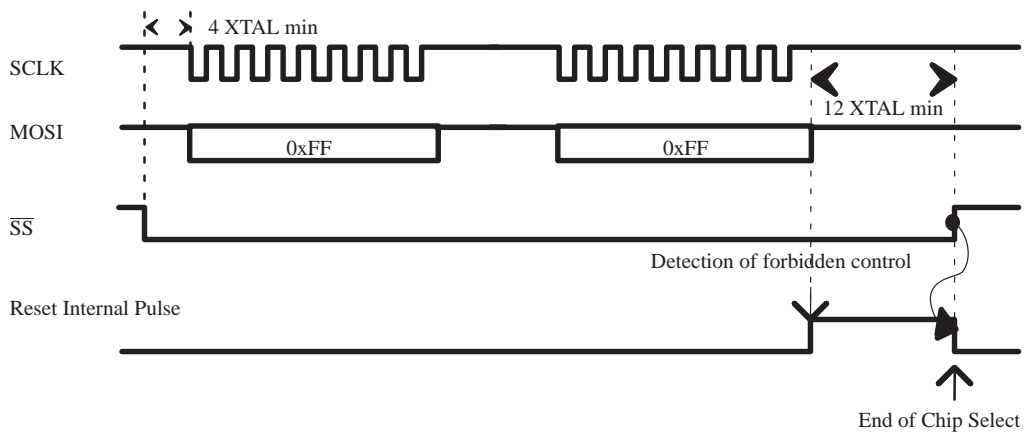 4 XTAL min
SCLK
12 XTAL min
MOSI
0xFF
0xFF
SS
Detection of forbidden control
Reset Internal Pulse
End of Chip Select